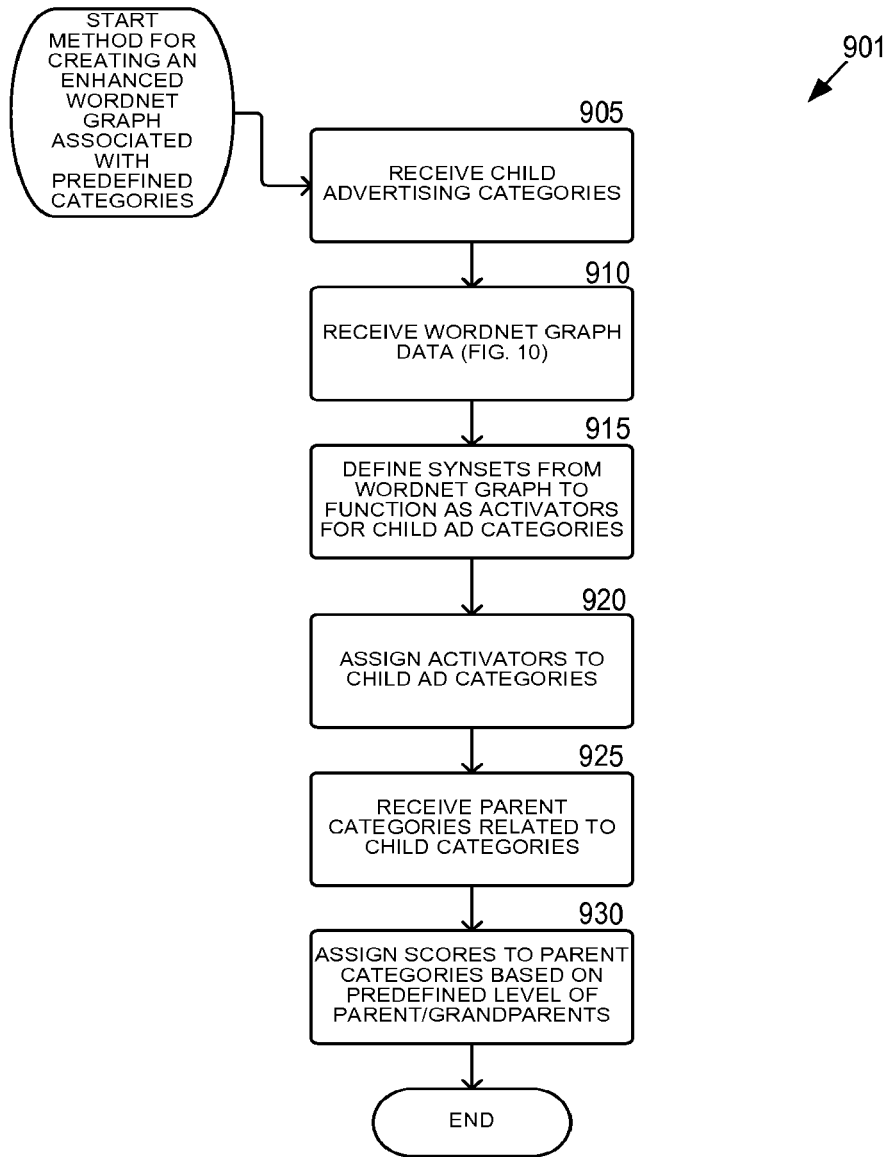 START
METHOD FOR
CREATING AN
ENHANCED
WORDNET
GRAPH
ASSOCIATED
WITH
PREDEFINED
CATEGORIES
901
905
RECEIVE CHILD
ADVERTISING CATEGORIES
910
RECEIVE WORDNET GRAPH
DATA (FIG. 10)
915
DEFINE SYNSETS FROM
WORDNET GRAPH TO
FUNCTION AS ACTIVATORS
FOR CHILD AD CATEGORIES
920
ASSIGN ACTIVATORS TO
CHILD AD CATEGORIES
925
RECEIVE PARENT
CATEGORIES RELATED TO
CHILD CATEGORIES
930
ASSIGN SCORES TO PARENT
CATEGORIES BASED ON
PREDEFINED LEVEL OF
PARENT/GRANDPARENTS
END